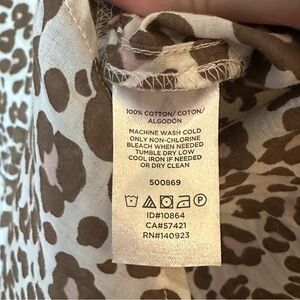 100% COTTON/ COTON/
ALGODÓN
MACHINE WASH COLD
ONLY NON-CHLORINE
BLEACH WHEN NEEDED
TUMBLE DRY LOW
COOL IRON IF NEEDED
OR DRY CLEAN
S00869
ID#10864
CA#57421
RN#140923